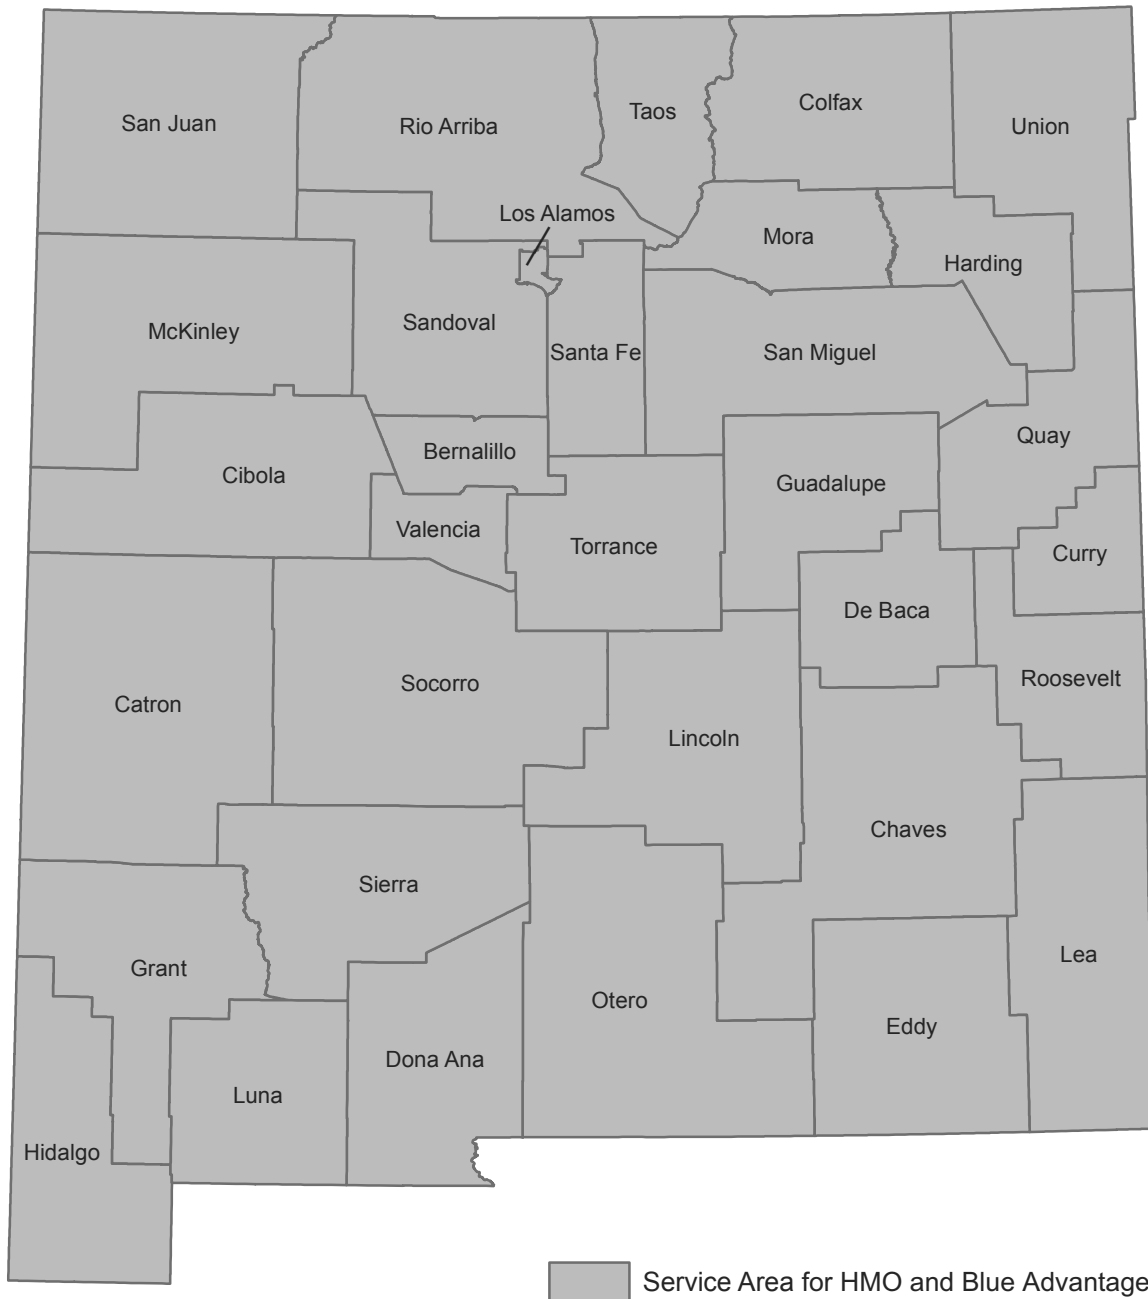 San Juan
Rio Arriba
Taos
Colfax
Union
Los Alamos
Mora
Harding
McKinley
Sandoval
Santa Fe
San Miguel
Quay
Cibola
Bernalillo
Guadalupe
Valencia
Torrance
Curry
De Baca
Catron
Socorro
Lincoln
Roosevelt
Chaves
Sierra
Grant
Otero
Lea
Eddy
Dona Ana
Luna
Hidalgo
Service Area for HMO and Blue Advantage